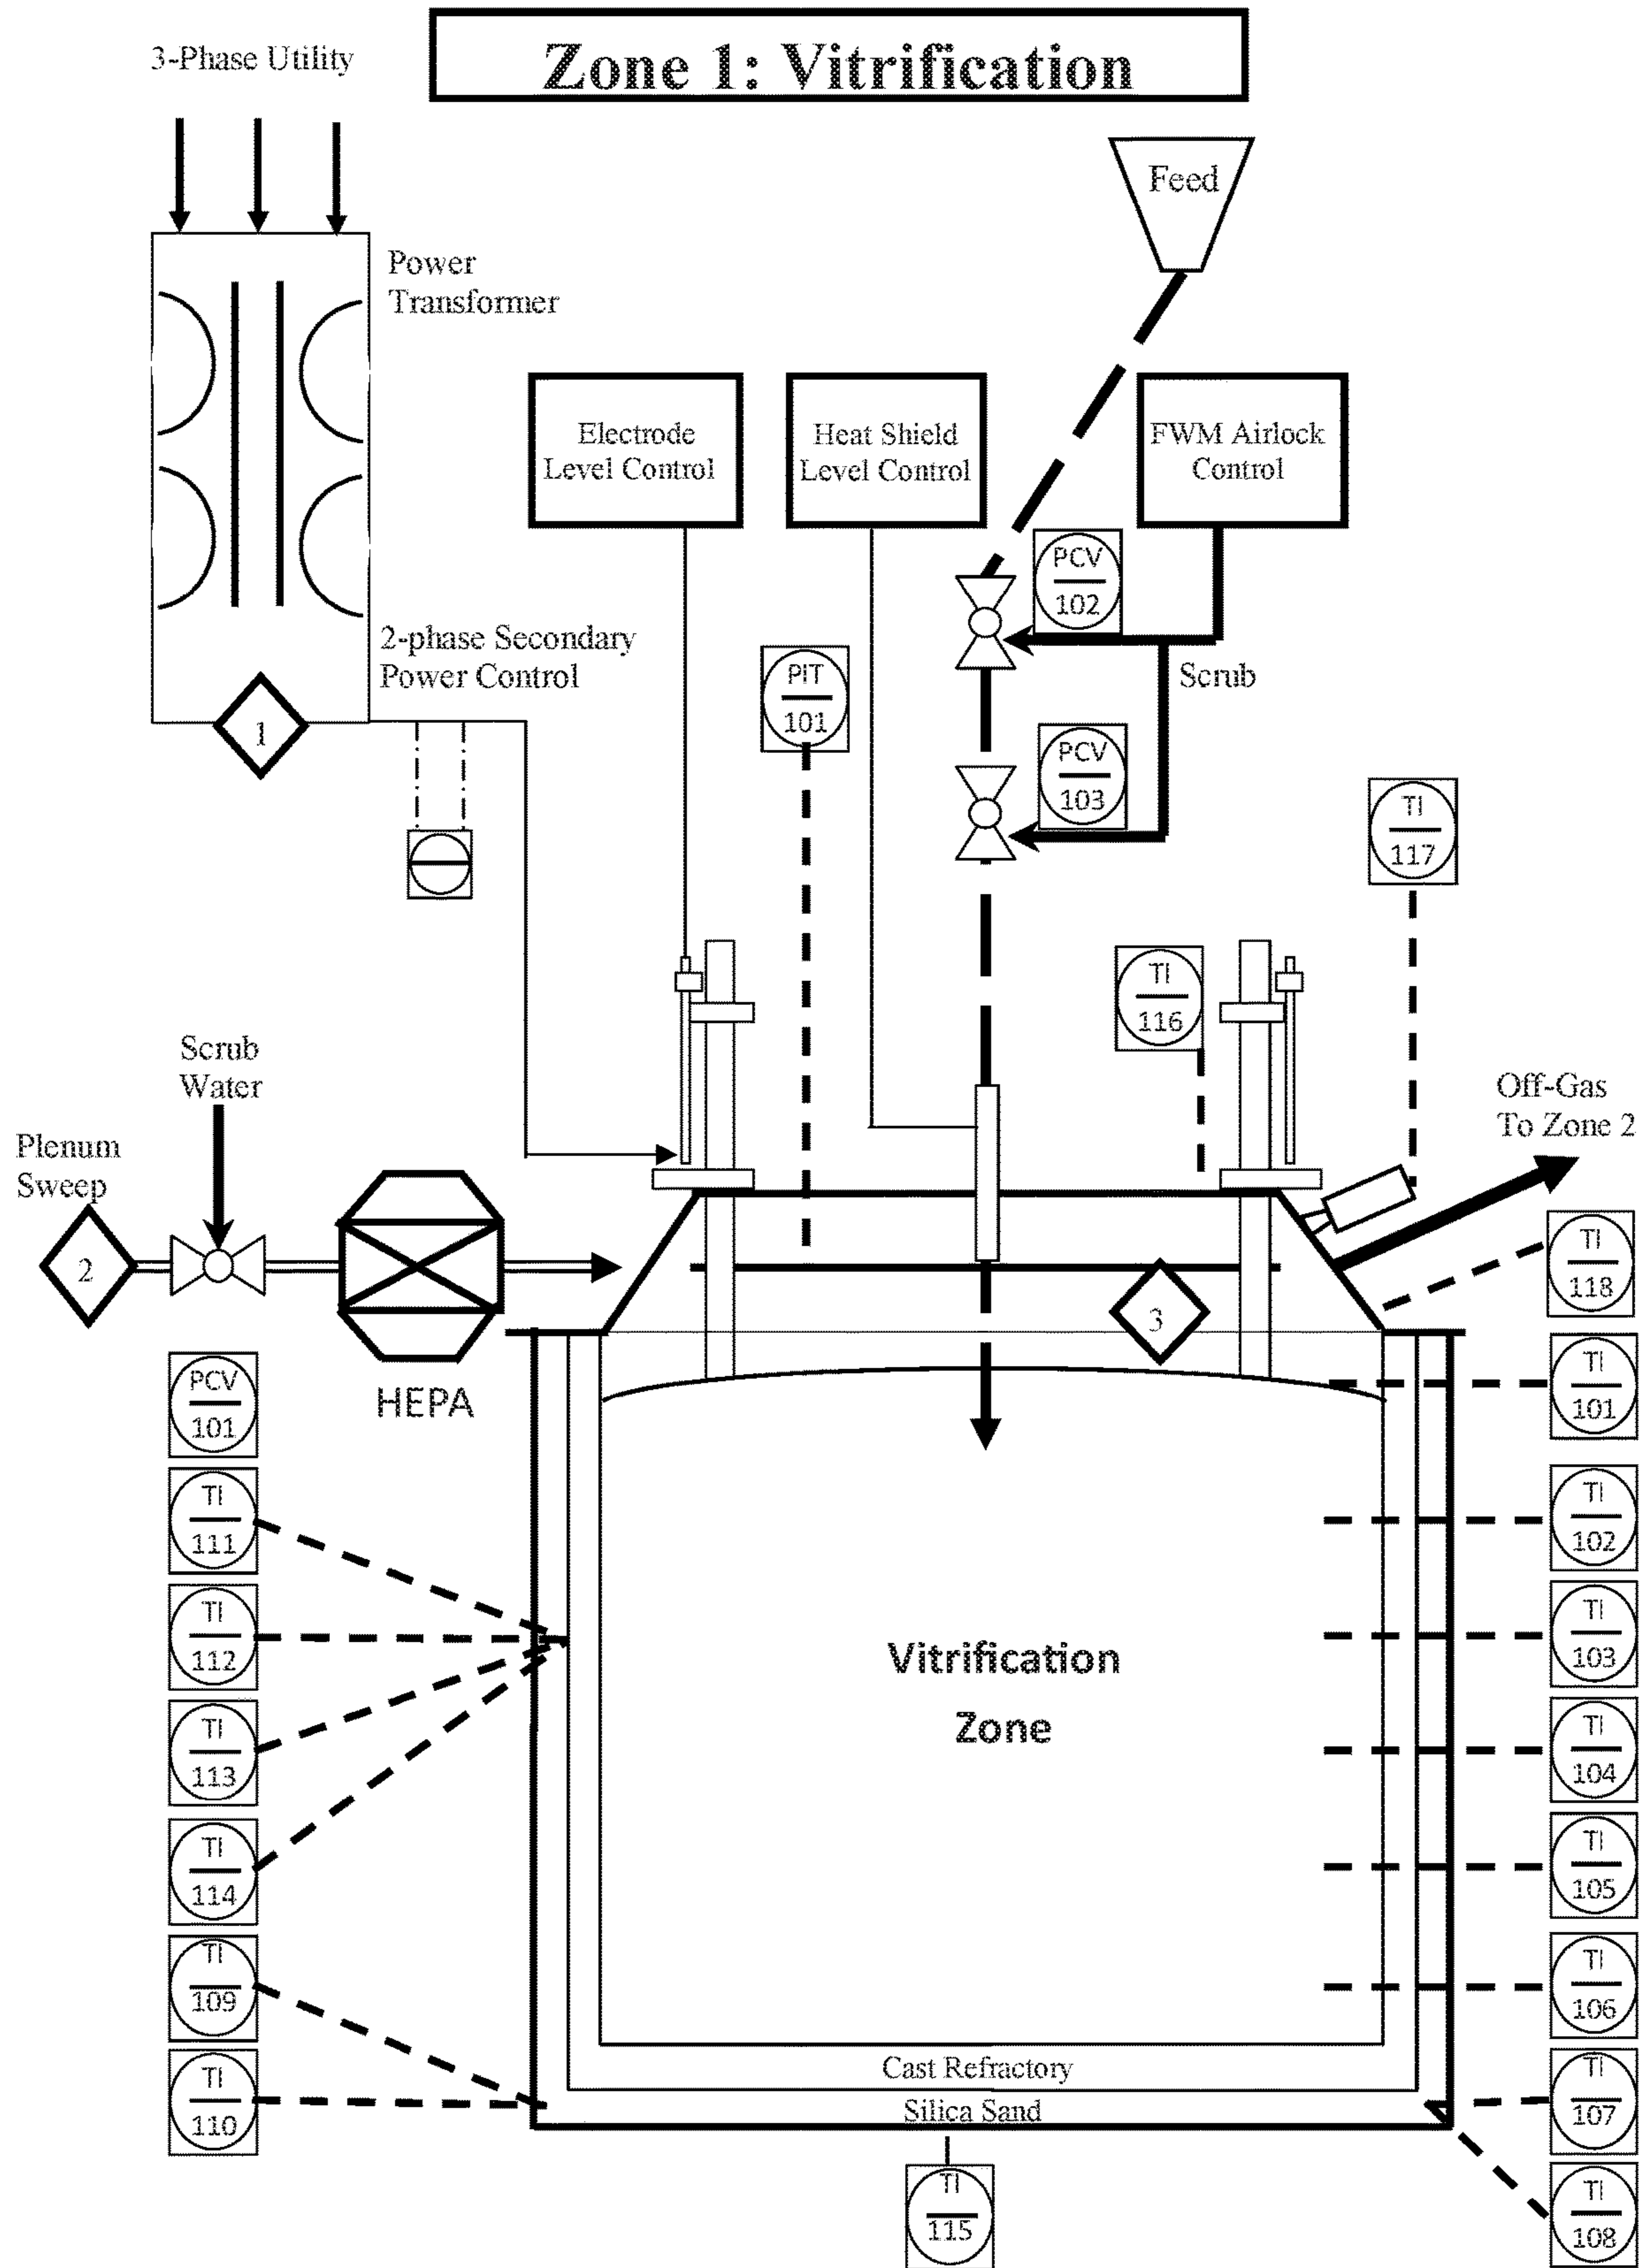 Zone 1: Vitrification
3-Phase Utility
Feed
Power
Transformer
Electrode
Level Control
Heat Shield
Level Control
FWM Airlock
Control
PCV
102
2-phase Secondary
Power Control
Scrub
PIT
101
1
PCV
103
TI
117
TI
116
Scrub
Water
Off-Gas
To Zone 2
Plenum
Sweep
2
3
TI
118
HEPA
PCV
101
TI
101
TI
111
TI
102
TI
112
TI
103
Vitrification
Zone
TI
113
TI
104
TI
114
TI
105
TI
109
TI
106
Cast Refractory
Silica Sand
TI
110
TI
107
TI
115
TI
108